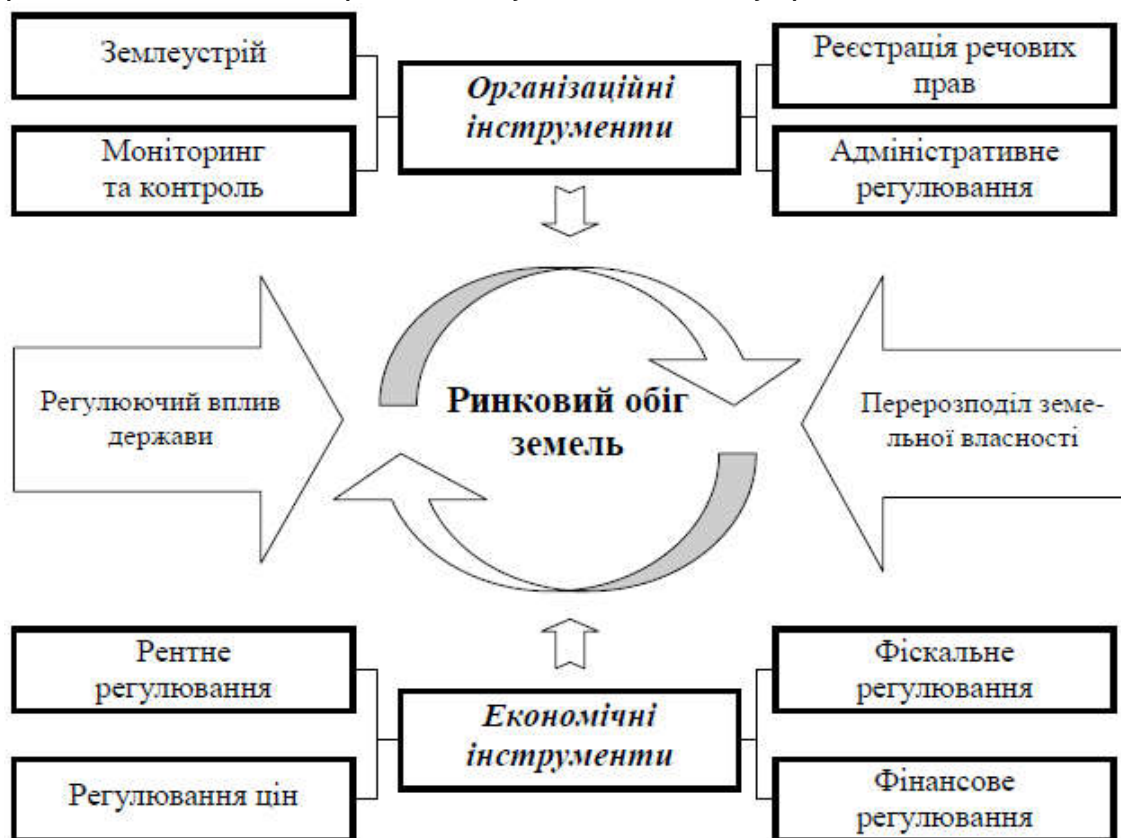 Землеустрій
Моніторинг
та контроль
Організаційні
інструменти
Реєстрація речових
прав
Адміністративне
регулювання
Регулюючий вплив
держави
Ринковий обіг
земель
Перерозподіл земе-
льної власності
Рентне
регулювання
Регулювання цін
Економічні
інструменти
Фіскальне
регулювання
Фінансове
регулювання